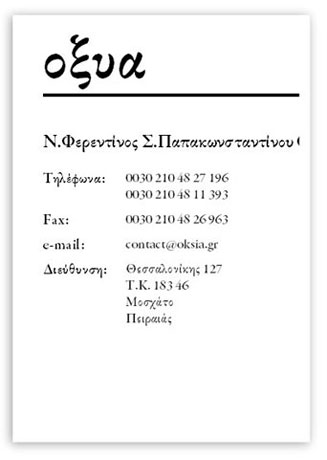 οξυα
Ν.Φερεντίνος Σ.Παπακωνσταντίνου
Τηλέφωνα: 0030 210 48 27 196
0030 210 48 11 393
Fax: 0030 210 48 26 963
e-mail: contact@oksia.gr
Διεύθυνση: Θεσσαλονίκης 127
Τ.Κ. 183 46
Μοσχάτο
Πειραιάς